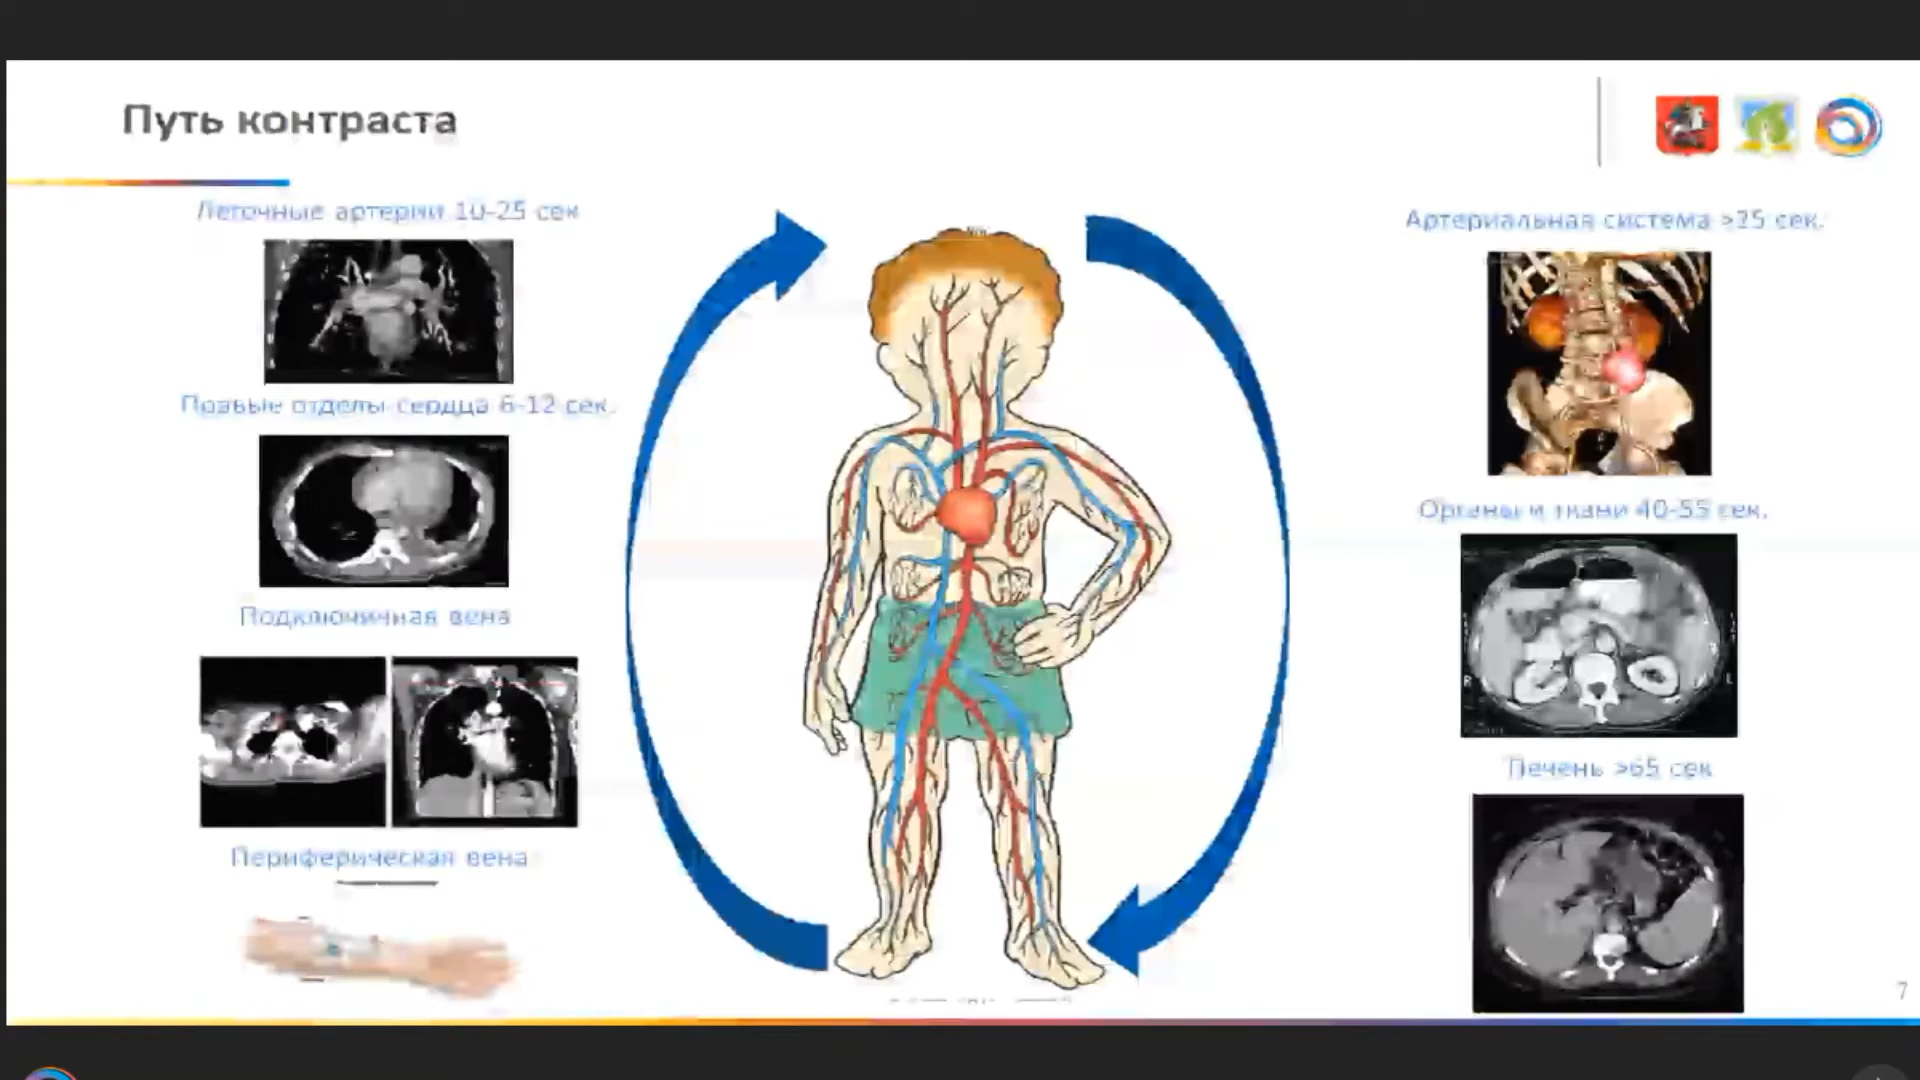 Путь контраста
Легочные артерии 10-25 сек
Правые отделы сердца 6-12 сек.
Подключичная вена
Периферическая вена
Артериальная система >25 сек.
Органы и ткани 40-55 сек.
Печень >65 сек
7